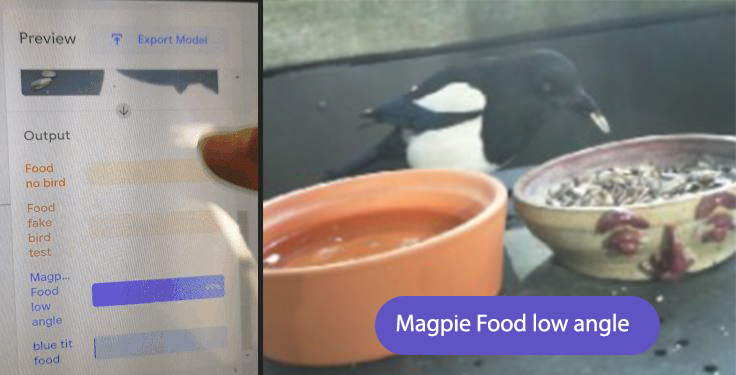 Preview
Export Model
Output
Food
no bird
Food
fake
bird
test
Magp...
Food
low
angle
blue tit
food
Magpie Food low angle